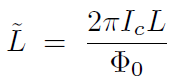 L̃ = 2πI_cL / Φ_0